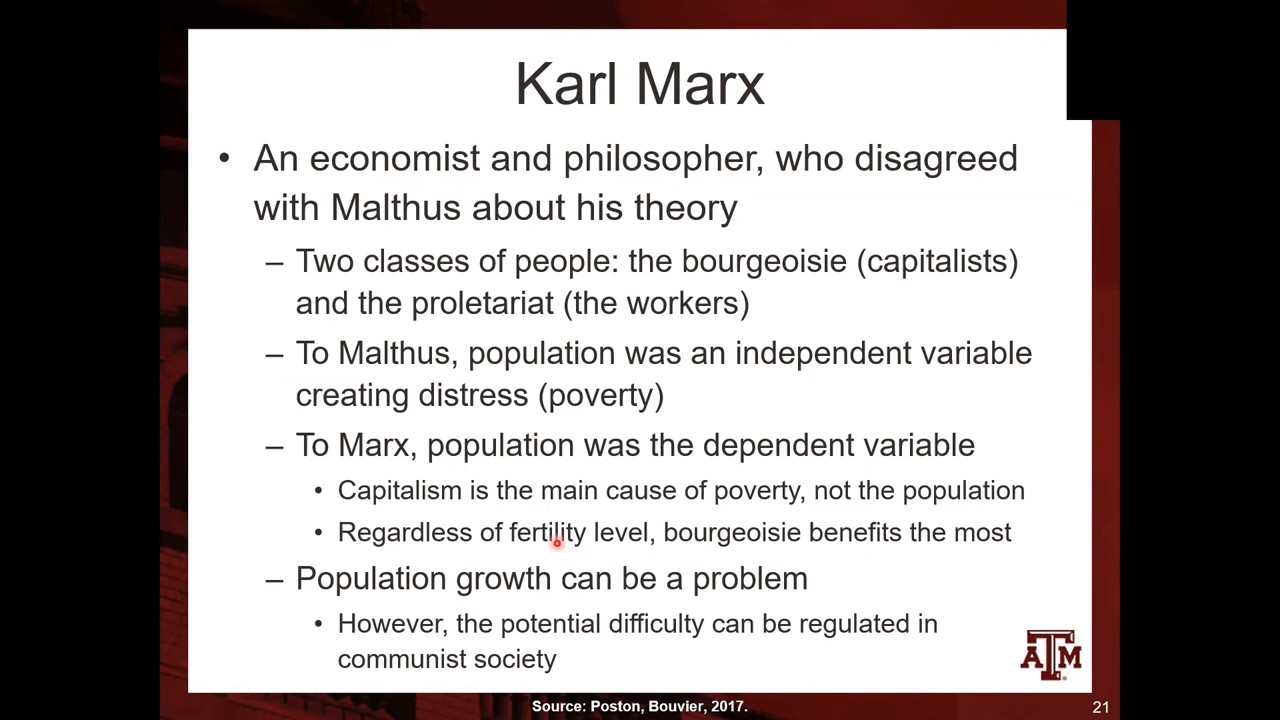 Karl Marx
• An economist and philosopher, who disagreed
with Malthus about his theory
– Two classes of people: the bourgeoisie (capitalists)
and the proletariat (the workers)
– To Malthus, population was an independent variable
creating distress (poverty)
– To Marx, population was the dependent variable
• Capitalism is the main cause of poverty, not the population
• Regardless of fertility level, bourgeoisie benefits the most
– Population growth can be a problem
• However, the potential difficulty can be regulated in
communist society
ATM
Source: Poston, Bouvier, 2017.
21